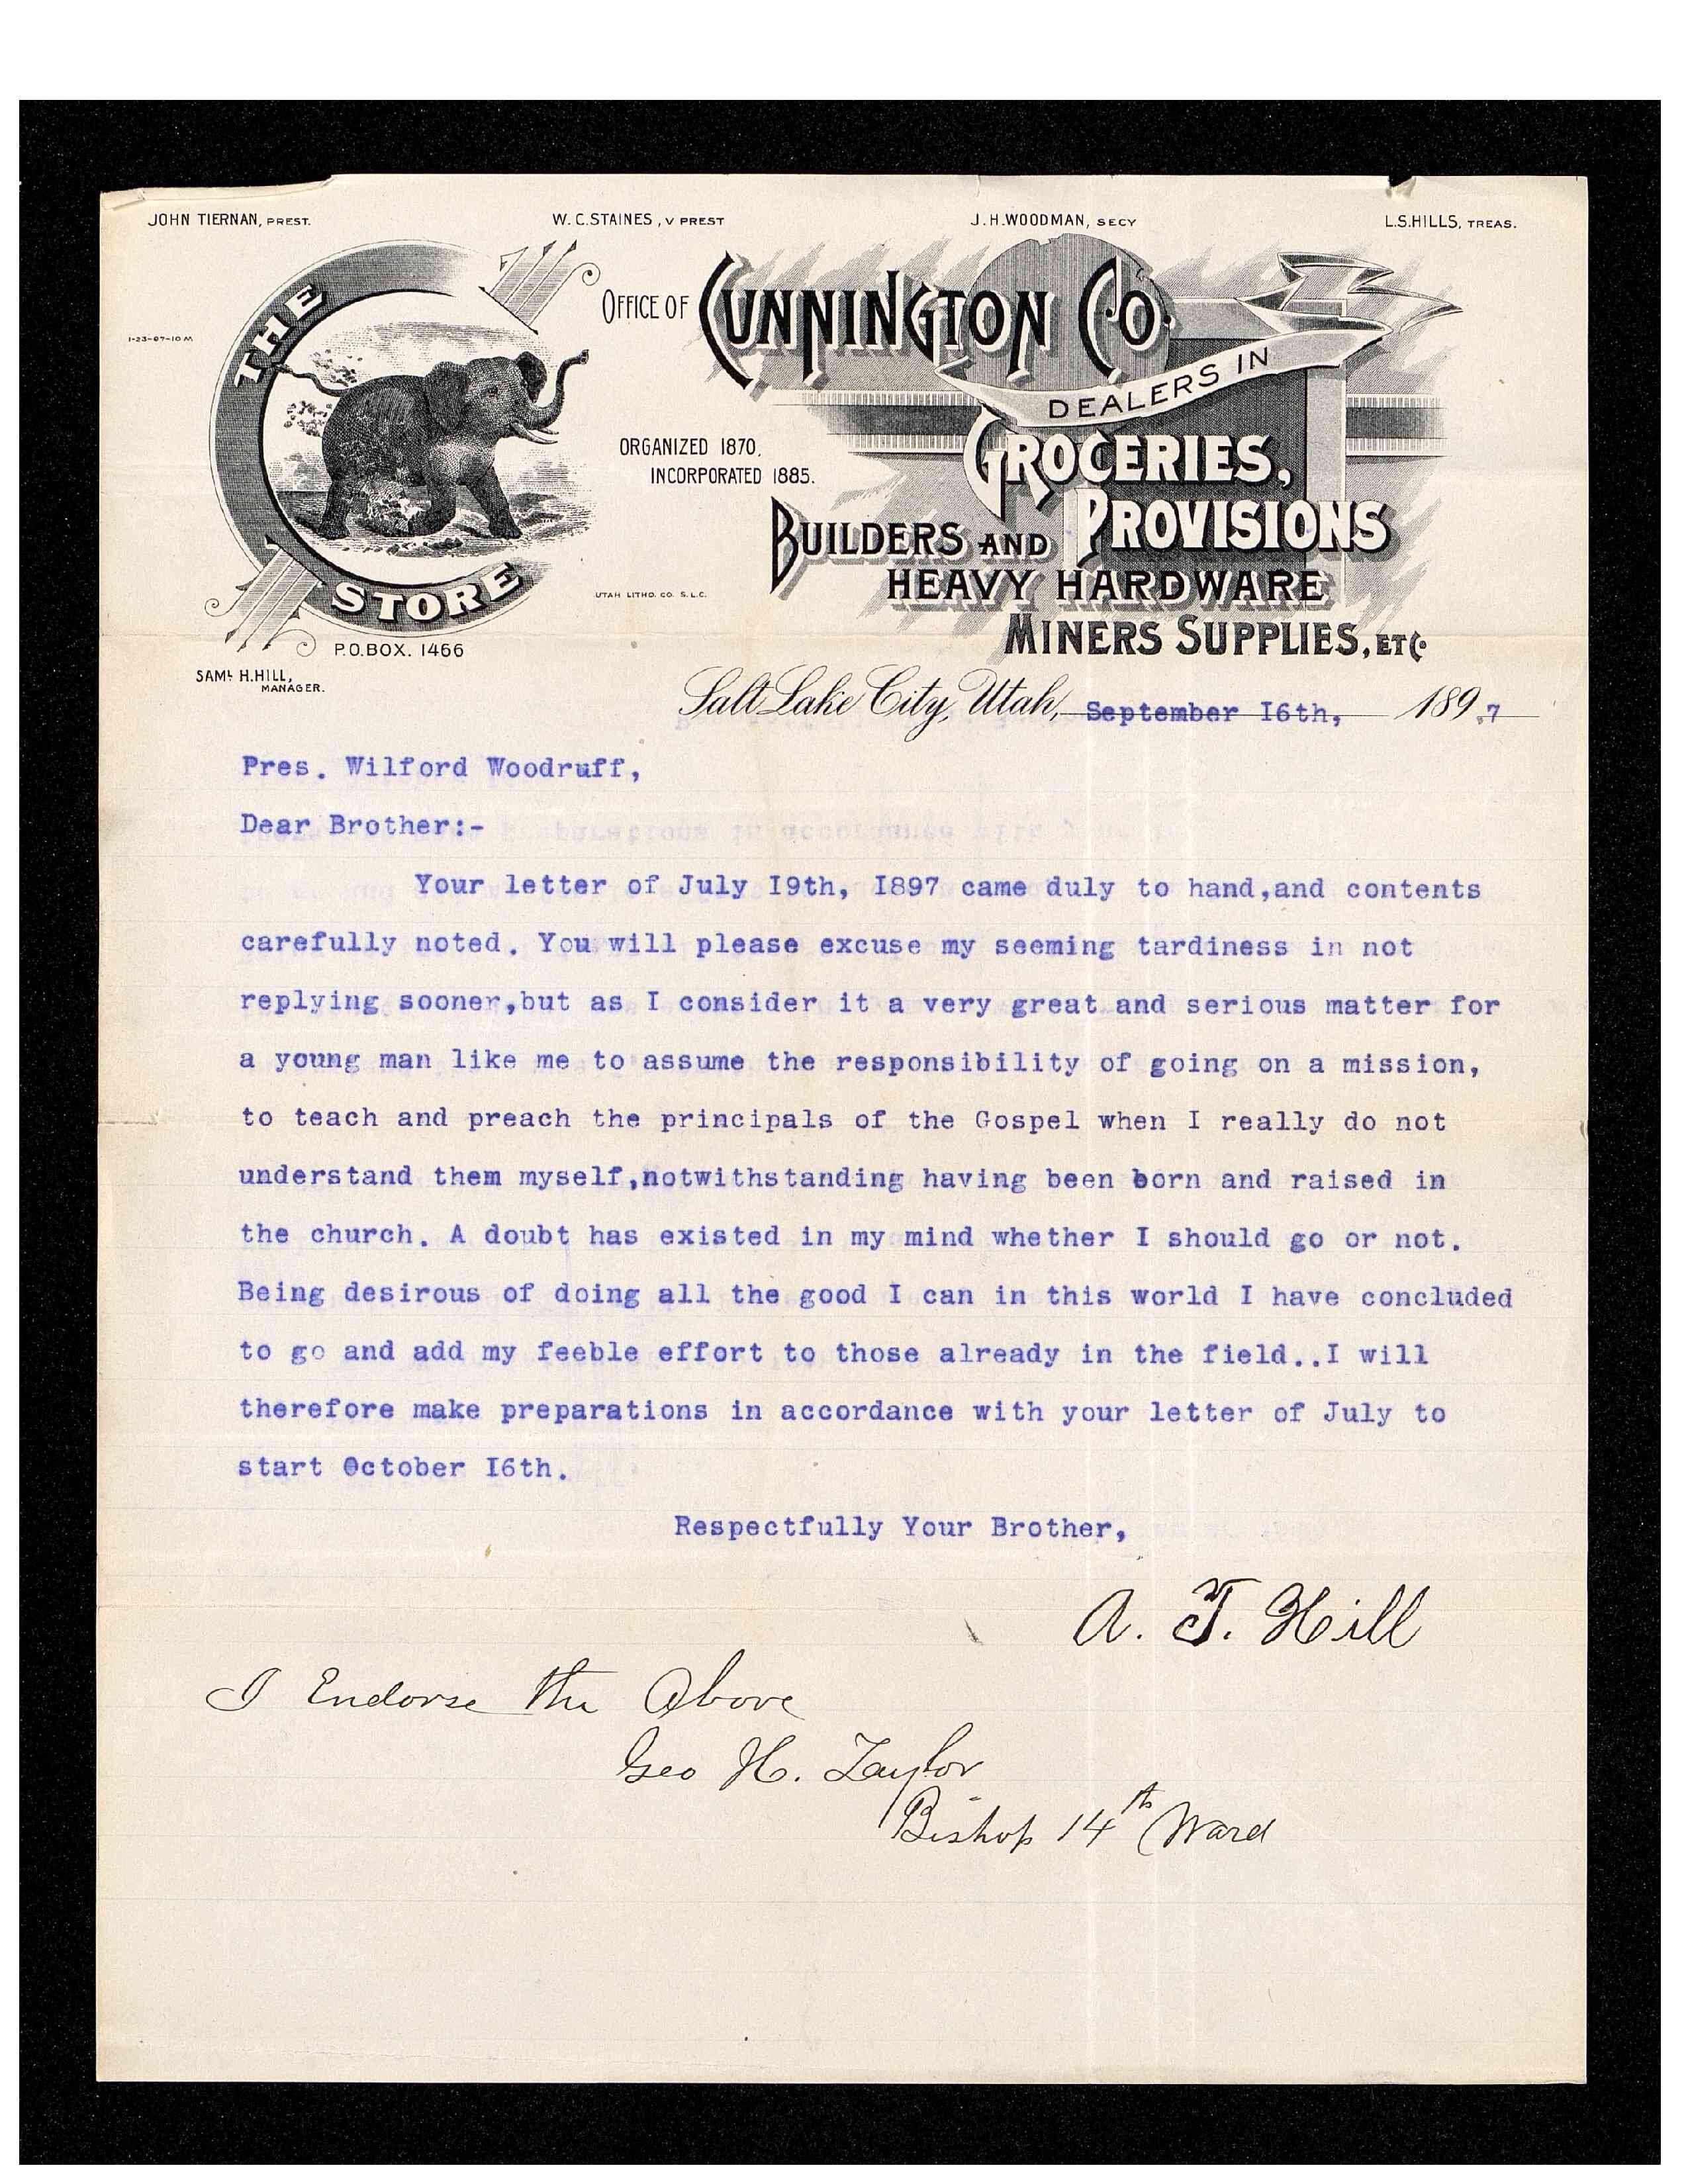 JOHN TIERNAN, PREST. W. C. STAINES, V PREST J. H. WOODMAN, SECY L. S. HILLS, TREAS.
THE C STORE
1-23-97-10 M
OFFICE OF CUNNINGTON CO.
DEALERS IN
GROCERIES,
PROVISIONS
ORGANIZED 1870.
INCORPORATED 1885.
BUILDERS AND
HEAVY HARDWARE
MINERS SUPPLIES, ETC.
UTAH LITHO. CO. S.L.C.
P.O. BOX. 1466
SAML H. HILL,
MANAGER.
Salt Lake City, Utah, September I6th, 189.7
Pres. Wilford Woodruff,
Dear Brother:-
Your letter of July I9th, I897 came duly to hand,and contents
carefully noted. You will please excuse my seeming tardiness in not
replying sooner,but as I consider it a very great and serious matter for
a young man like me to assume the responsibility of going on a mission,
to teach and preach the principals of the Gospel when I really do not
understand them myself,notwithstanding having been born and raised in
the church. A doubt has existed in my mind whether I should go or not.
Being desirous of doing all the good I can in this world I have concluded
to go and add my feeble effort to those already in the field..I will
therefore make preparations in accordance with your letter of July to
start October I6th.
Respectfully Your Brother,
A. T. Hill
I Endorse the Above
Geo H. Taylor
Bishop 14th Ward